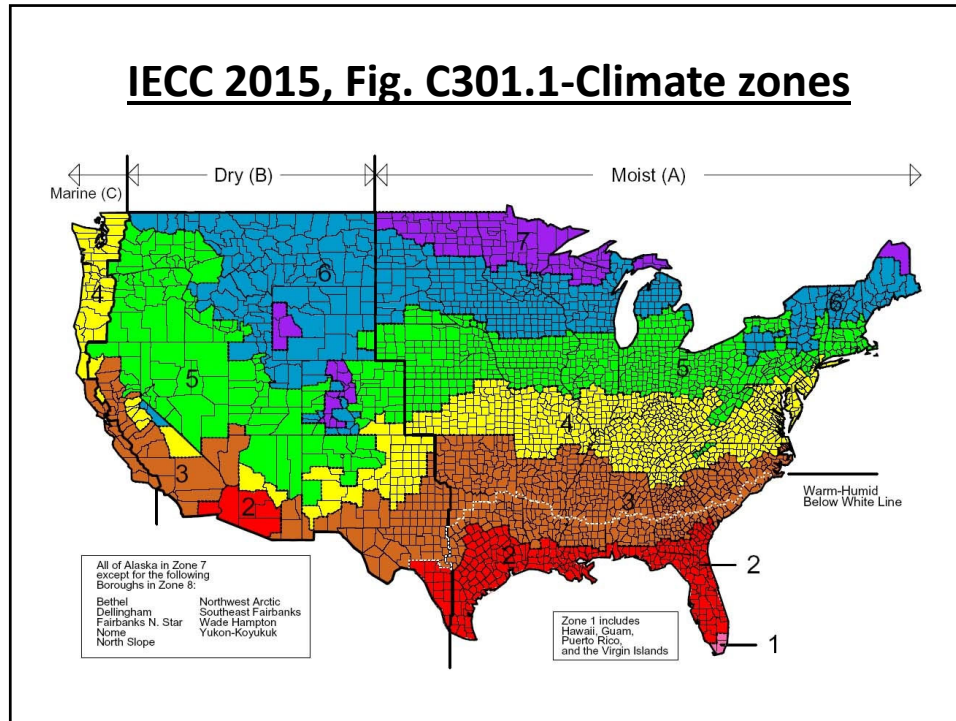 IECC 2015, Fig. C301.1-Climate zones
Marine (C)
Dry (B)
Moist (A)
7
6
6
4
5
5
4
3
3
2
2
Warm-Humid
Below White Line
2
1
All of Alaska in Zone 7
except for the following
Boroughs in Zone 8:
Bethel
Dellingham
Fairbanks N. Star
Nome
North Slope
Northwest Arctic
Southeast Fairbanks
Wade Hampton
Yukon-Koyukuk
Zone 1 includes
Hawaii, Guam,
Puerto Rico,
and the Virgin Islands